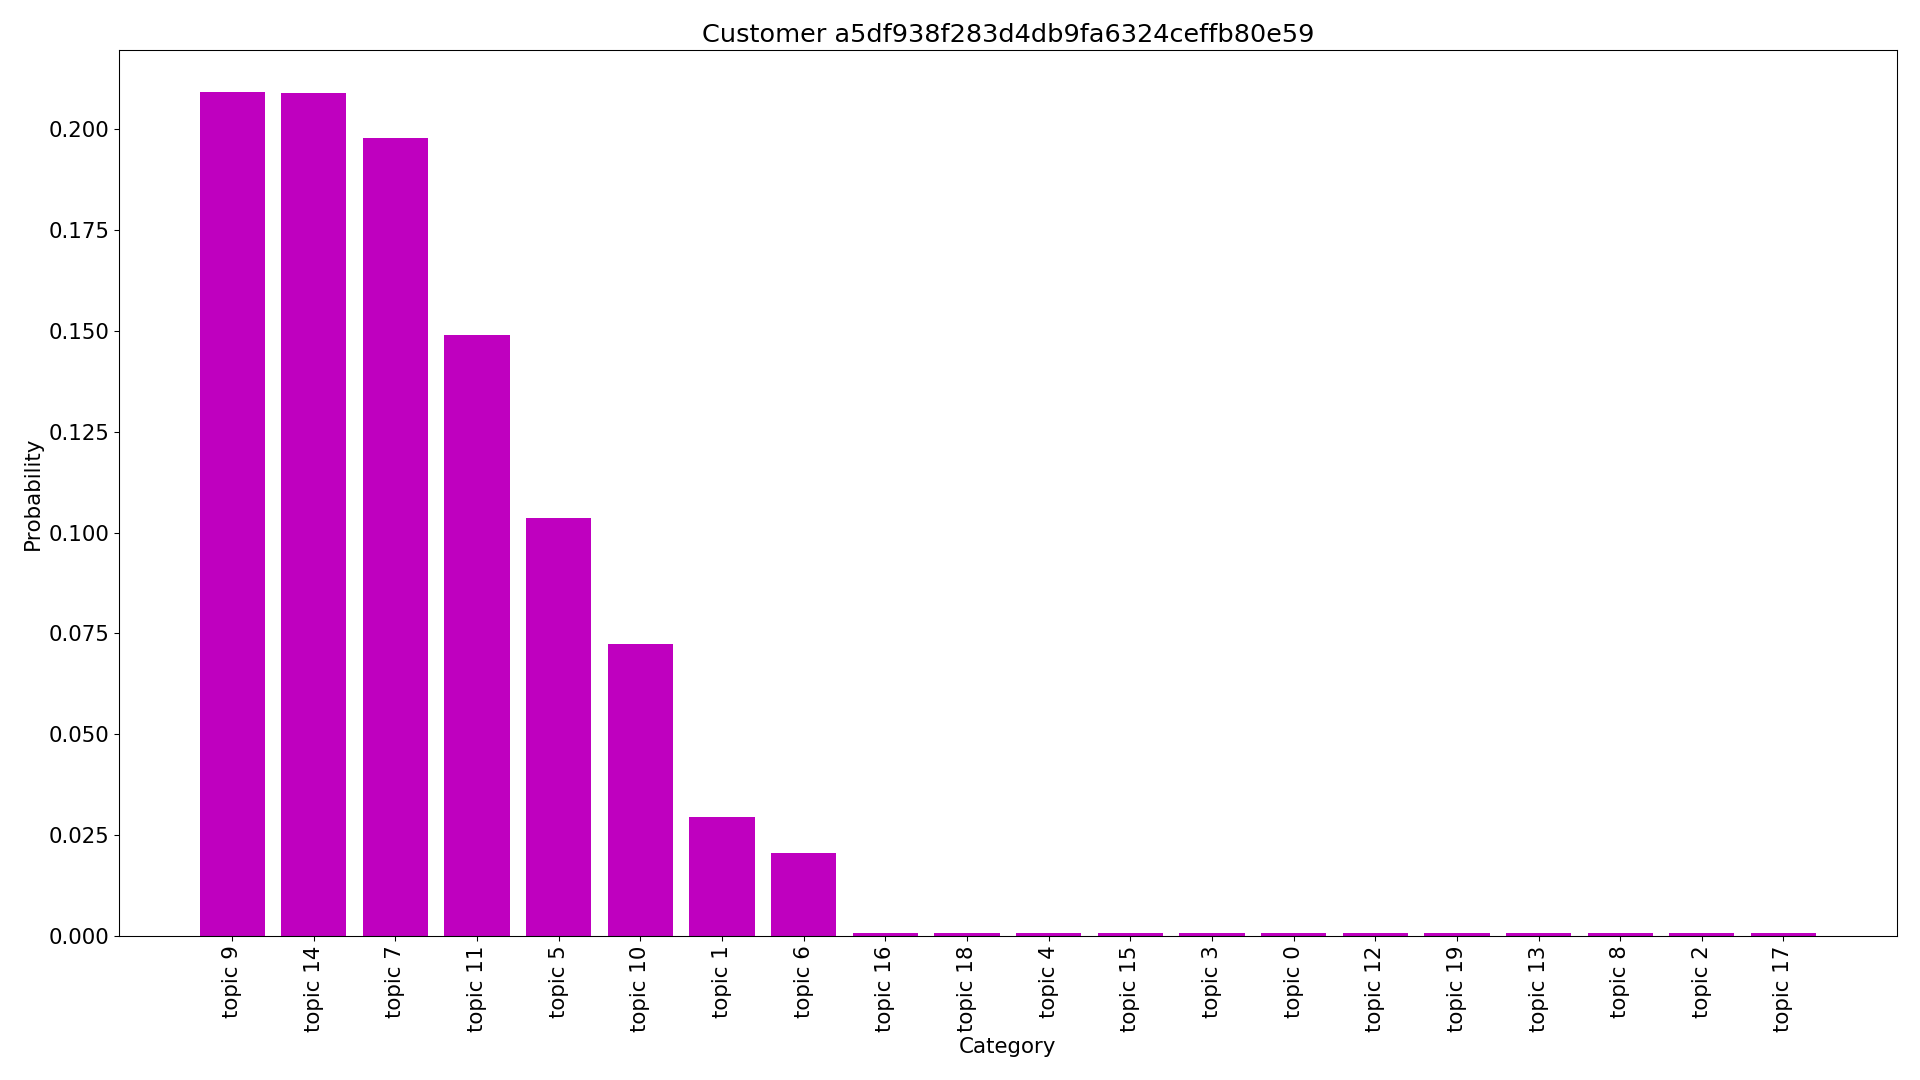 Customer a5df938f283d4db9fa6324ceffb80e59
Probability
0.200
0.175
0.150
0.125
0.100
0.075
0.050
0.025
0.000
topic 9
topic 14
topic 7
topic 11
topic 5
topic 10
topic 1
topic 6
topic 16
topic 18
topic 4
topic 15
topic 3
topic 0
topic 12
topic 19
topic 13
topic 8
topic 2
topic 17
Category